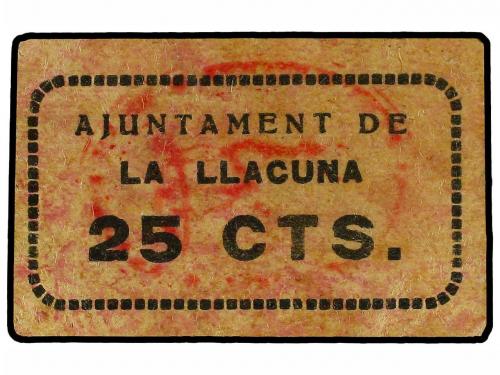 AJUNTAMENT DE
LA LLACUNA
25 CTS.